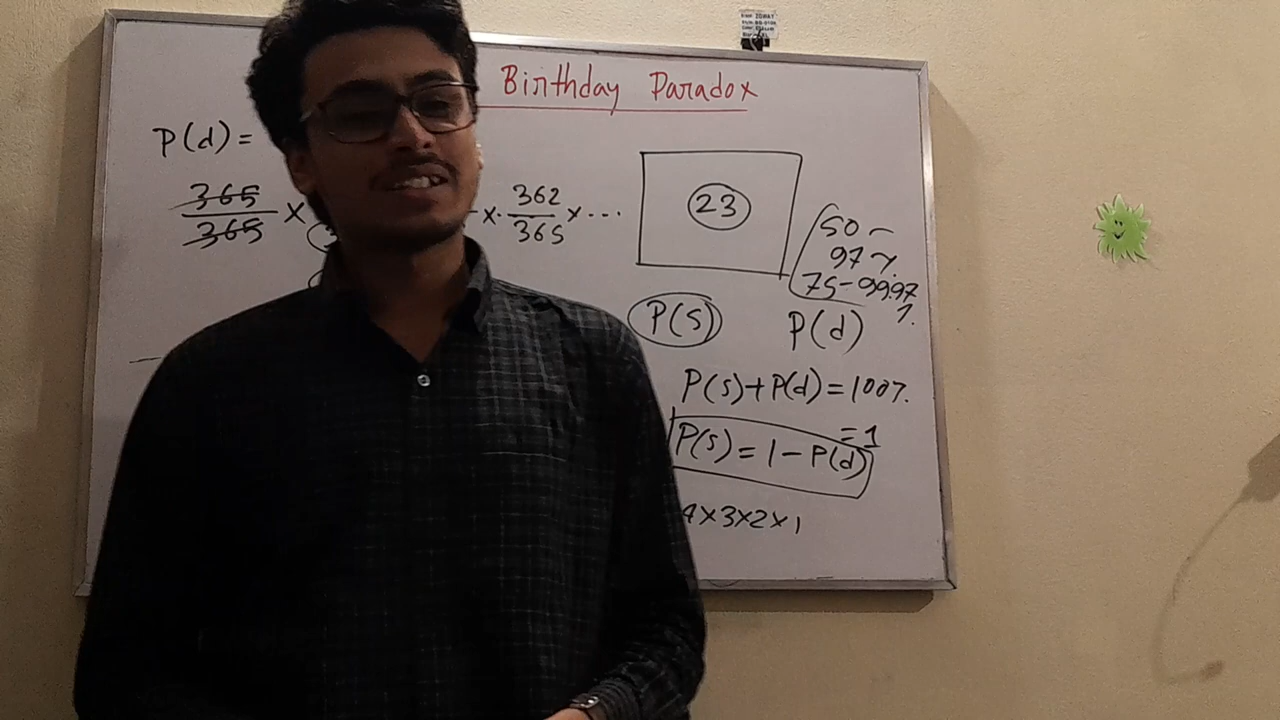 Birthday Paradox
P(d) =
365/365 × × 362/365 × ...
23
50 –
97 %
75 – 99.97
%
P(s) P(d)
P(s) + P(d) = 100%
= 1
P(s) = 1 – P(d)
4×3×2×1